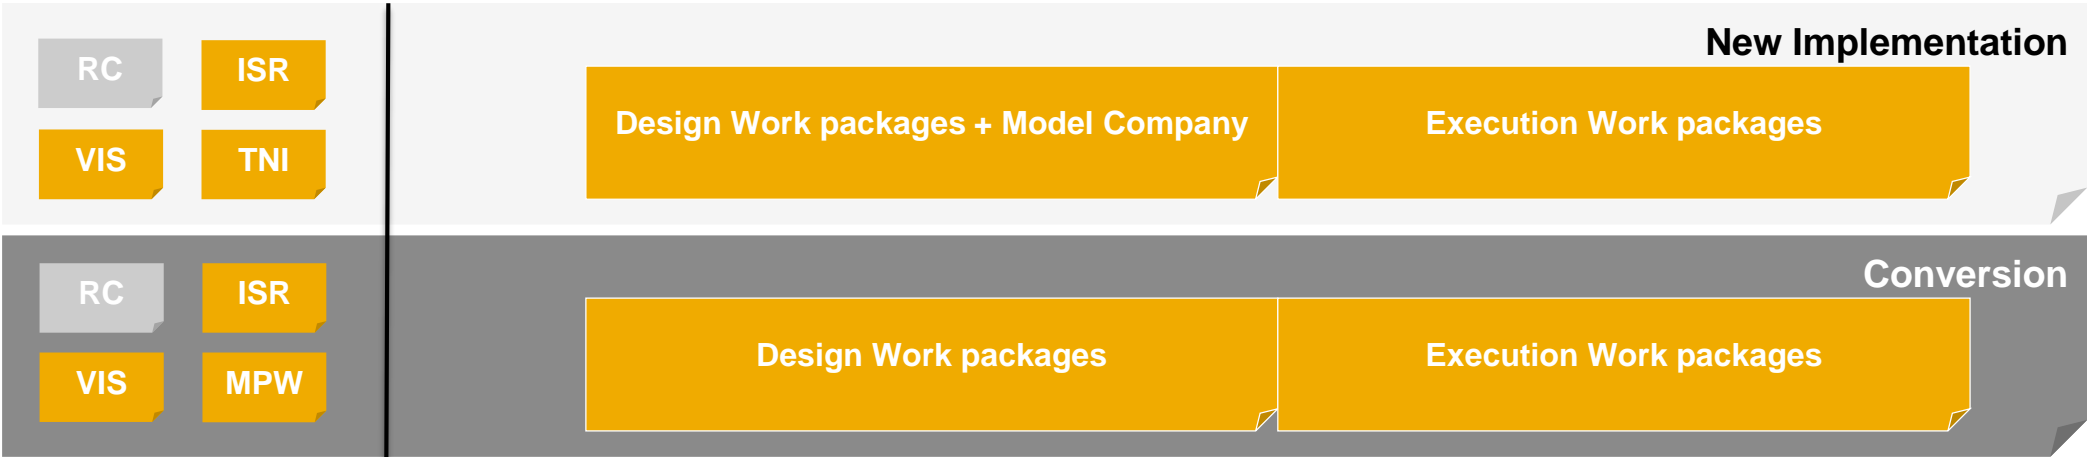 New Implementation
RC
ISR
VIS
TNI
Design Work packages + Model Company
Execution Work packages
Conversion
RC
ISR
VIS
MPW
Design Work packages
Execution Work packages